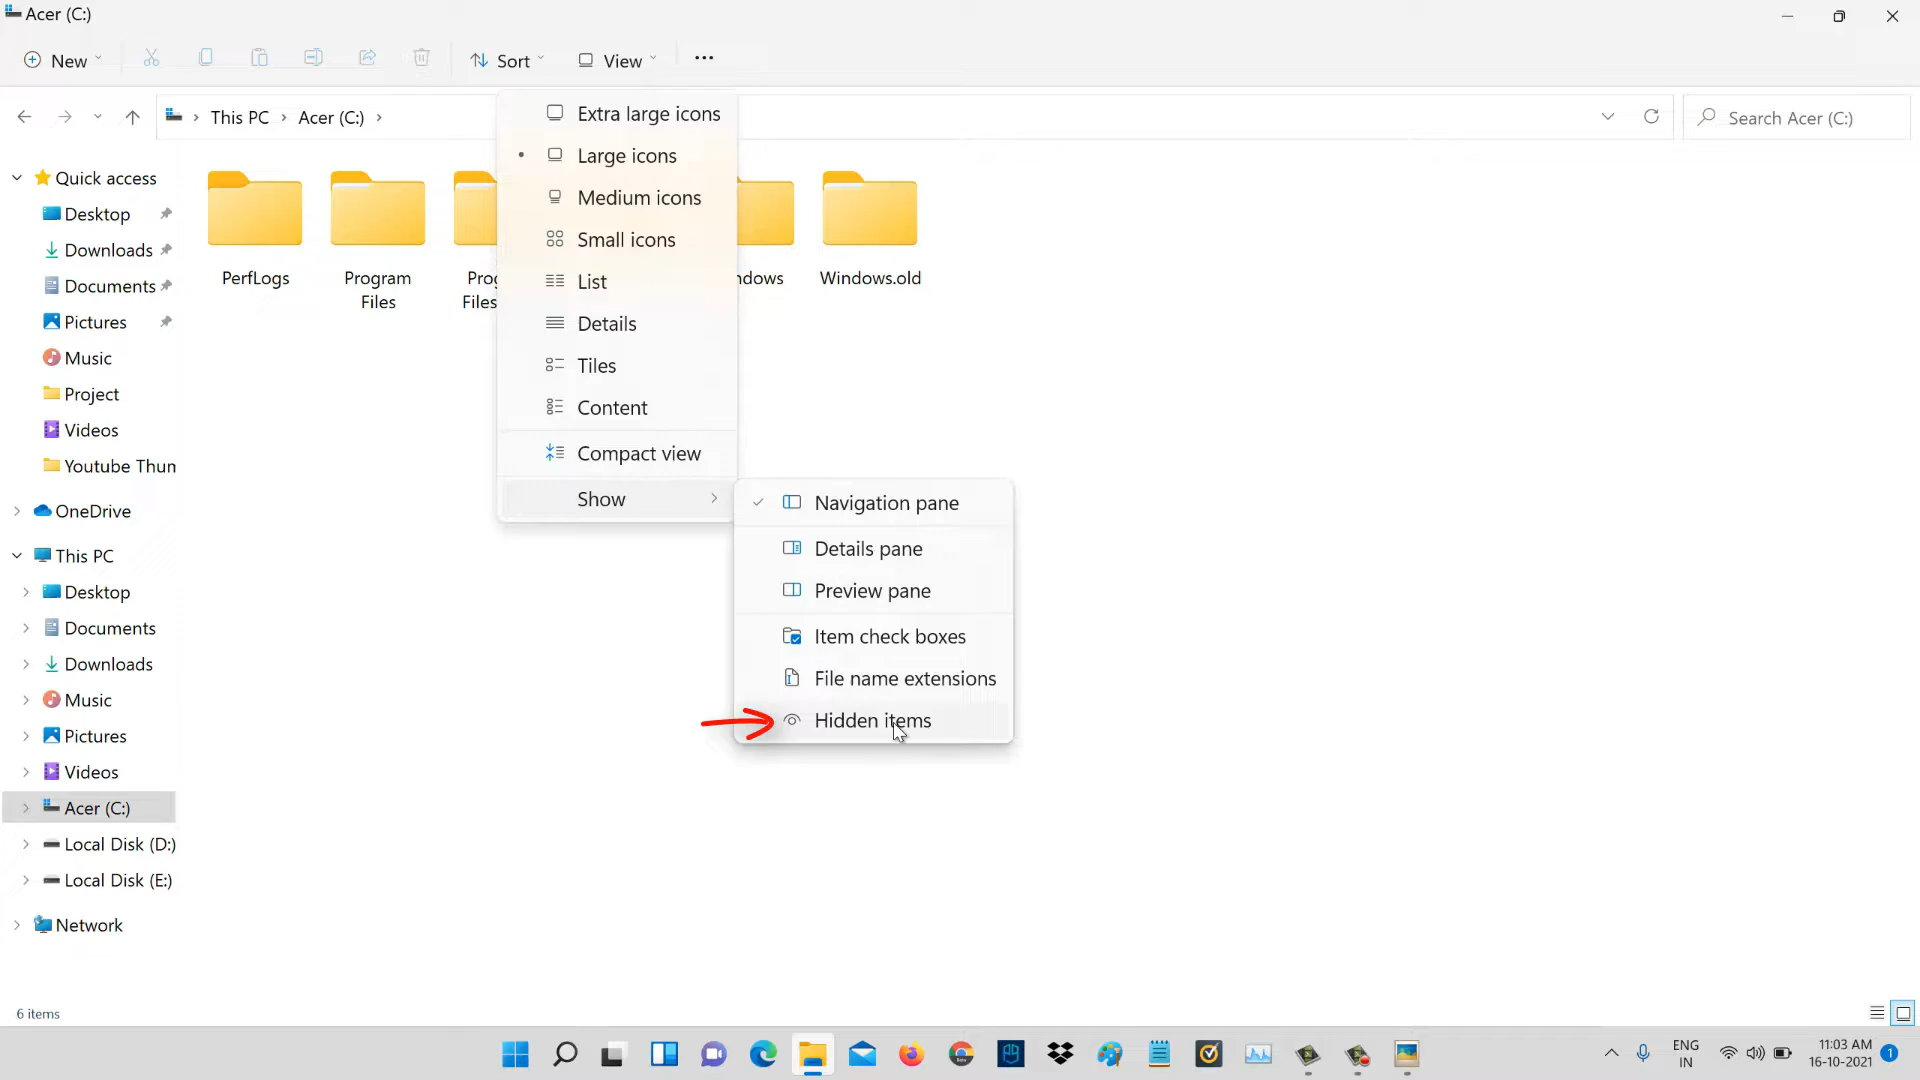 Acer (C:)
New
Sort
View
This PC
Acer (C:)
Search Acer (C:)
Quick access
Desktop
Downloads
Documents
Pictures
Music
Project
Videos
Youtube Thum
OneDrive
This PC
Desktop
Documents
Downloads
Music
Pictures
Videos
Acer (C:)
Local Disk (D:)
Local Disk (E:)
Network
PerfLogs
Program
Files
Prog
Files
ndows
Windows.old
Extra large icons
Large icons
Medium icons
Small icons
List
Details
Tiles
Content
Compact view
Show
Navigation pane
Details pane
Preview pane
Item check boxes
File name extensions
Hidden items
6 items
ENG
IN
11:03 AM
16-10-2021
1